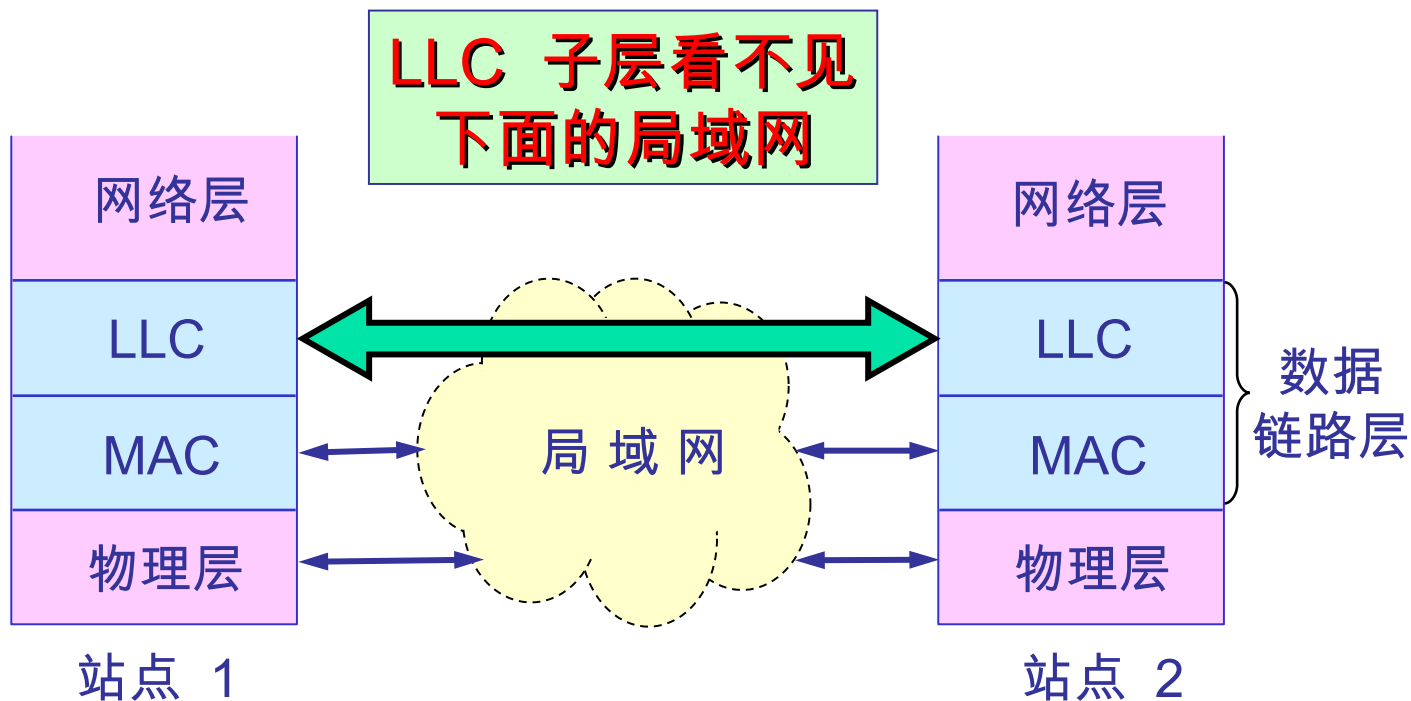 LLC 子层看不见
下面的局域网
网络层
LLC
MAC
物理层
站点 1
局域网
网络层
LLC
MAC
物理层
站点 2
数据
链路层